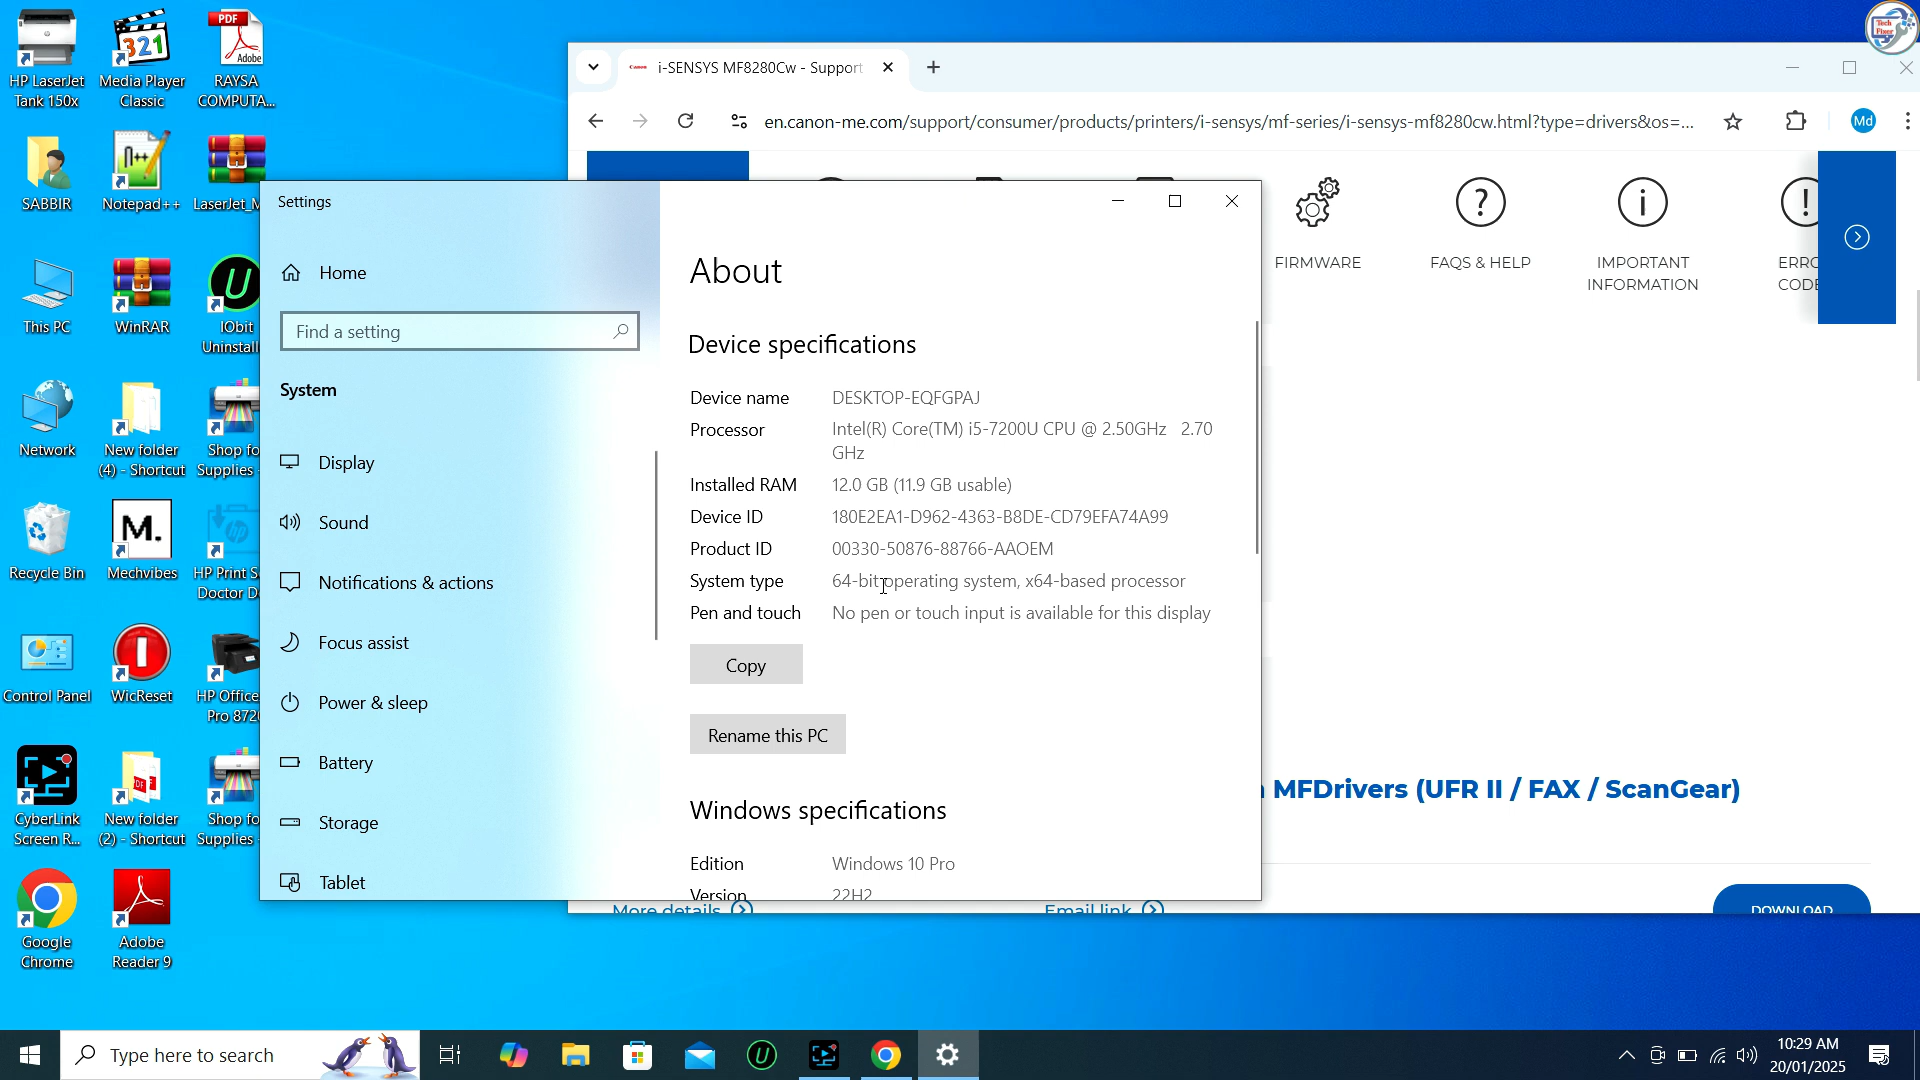 HP LaserJet
Tank 150x
Media Player
Classic
PDF
Adobe
RAYSA
COMPUTA...
SABBIR
Notepad++
LaserJet_M
This PC
WinRAR
IObit
Uninstall
Network
New folder
(4) - Shortcut
Shop fo
Supplies -
Recycle Bin
M.
Mechvibes
HP Print S
Doctor D
Control Panel
WicReset
HP Office
Pro 872
CyberLink
Screen R...
New folder
(2) - Shortcut
Shop fo
Supplies -
Google
Chrome
Adobe
Reader 9
Tech
Fixer
Canon
i-SENSYS MF8280Cw - Support
en.canon-me.com/support/consumer/products/printers/i-sensys/mf-series/i-sensys-mf8280cw.html?type=drivers&os=...
Md
FIRMWARE
FAQS & HELP
IMPORTANT
INFORMATION
ERRO
CODE
MFDrivers (UFR II / FAX / ScanGear)
More details
Email link
DOWNLOAD
Settings
Home
Find a setting
System
Display
Sound
Notifications & actions
Focus assist
Power & sleep
Battery
Storage
Tablet
About
Device specifications
Device name DESKTOP-EQFGPAJ
Processor Intel(R) Core(TM) i5-7200U CPU @ 2.50GHz 2.70
GHz
Installed RAM 12.0 GB (11.9 GB usable)
Device ID 180E2EA1-D962-4363-B8DE-CD79EFA74A99
Product ID 00330-50876-88766-AAOEM
System type 64-bit operating system, x64-based processor
Pen and touch No pen or touch input is available for this display
Copy
Rename this PC
Windows specifications
Edition Windows 10 Pro
Version 22H2
Type here to search
10:29 AM
20/01/2025